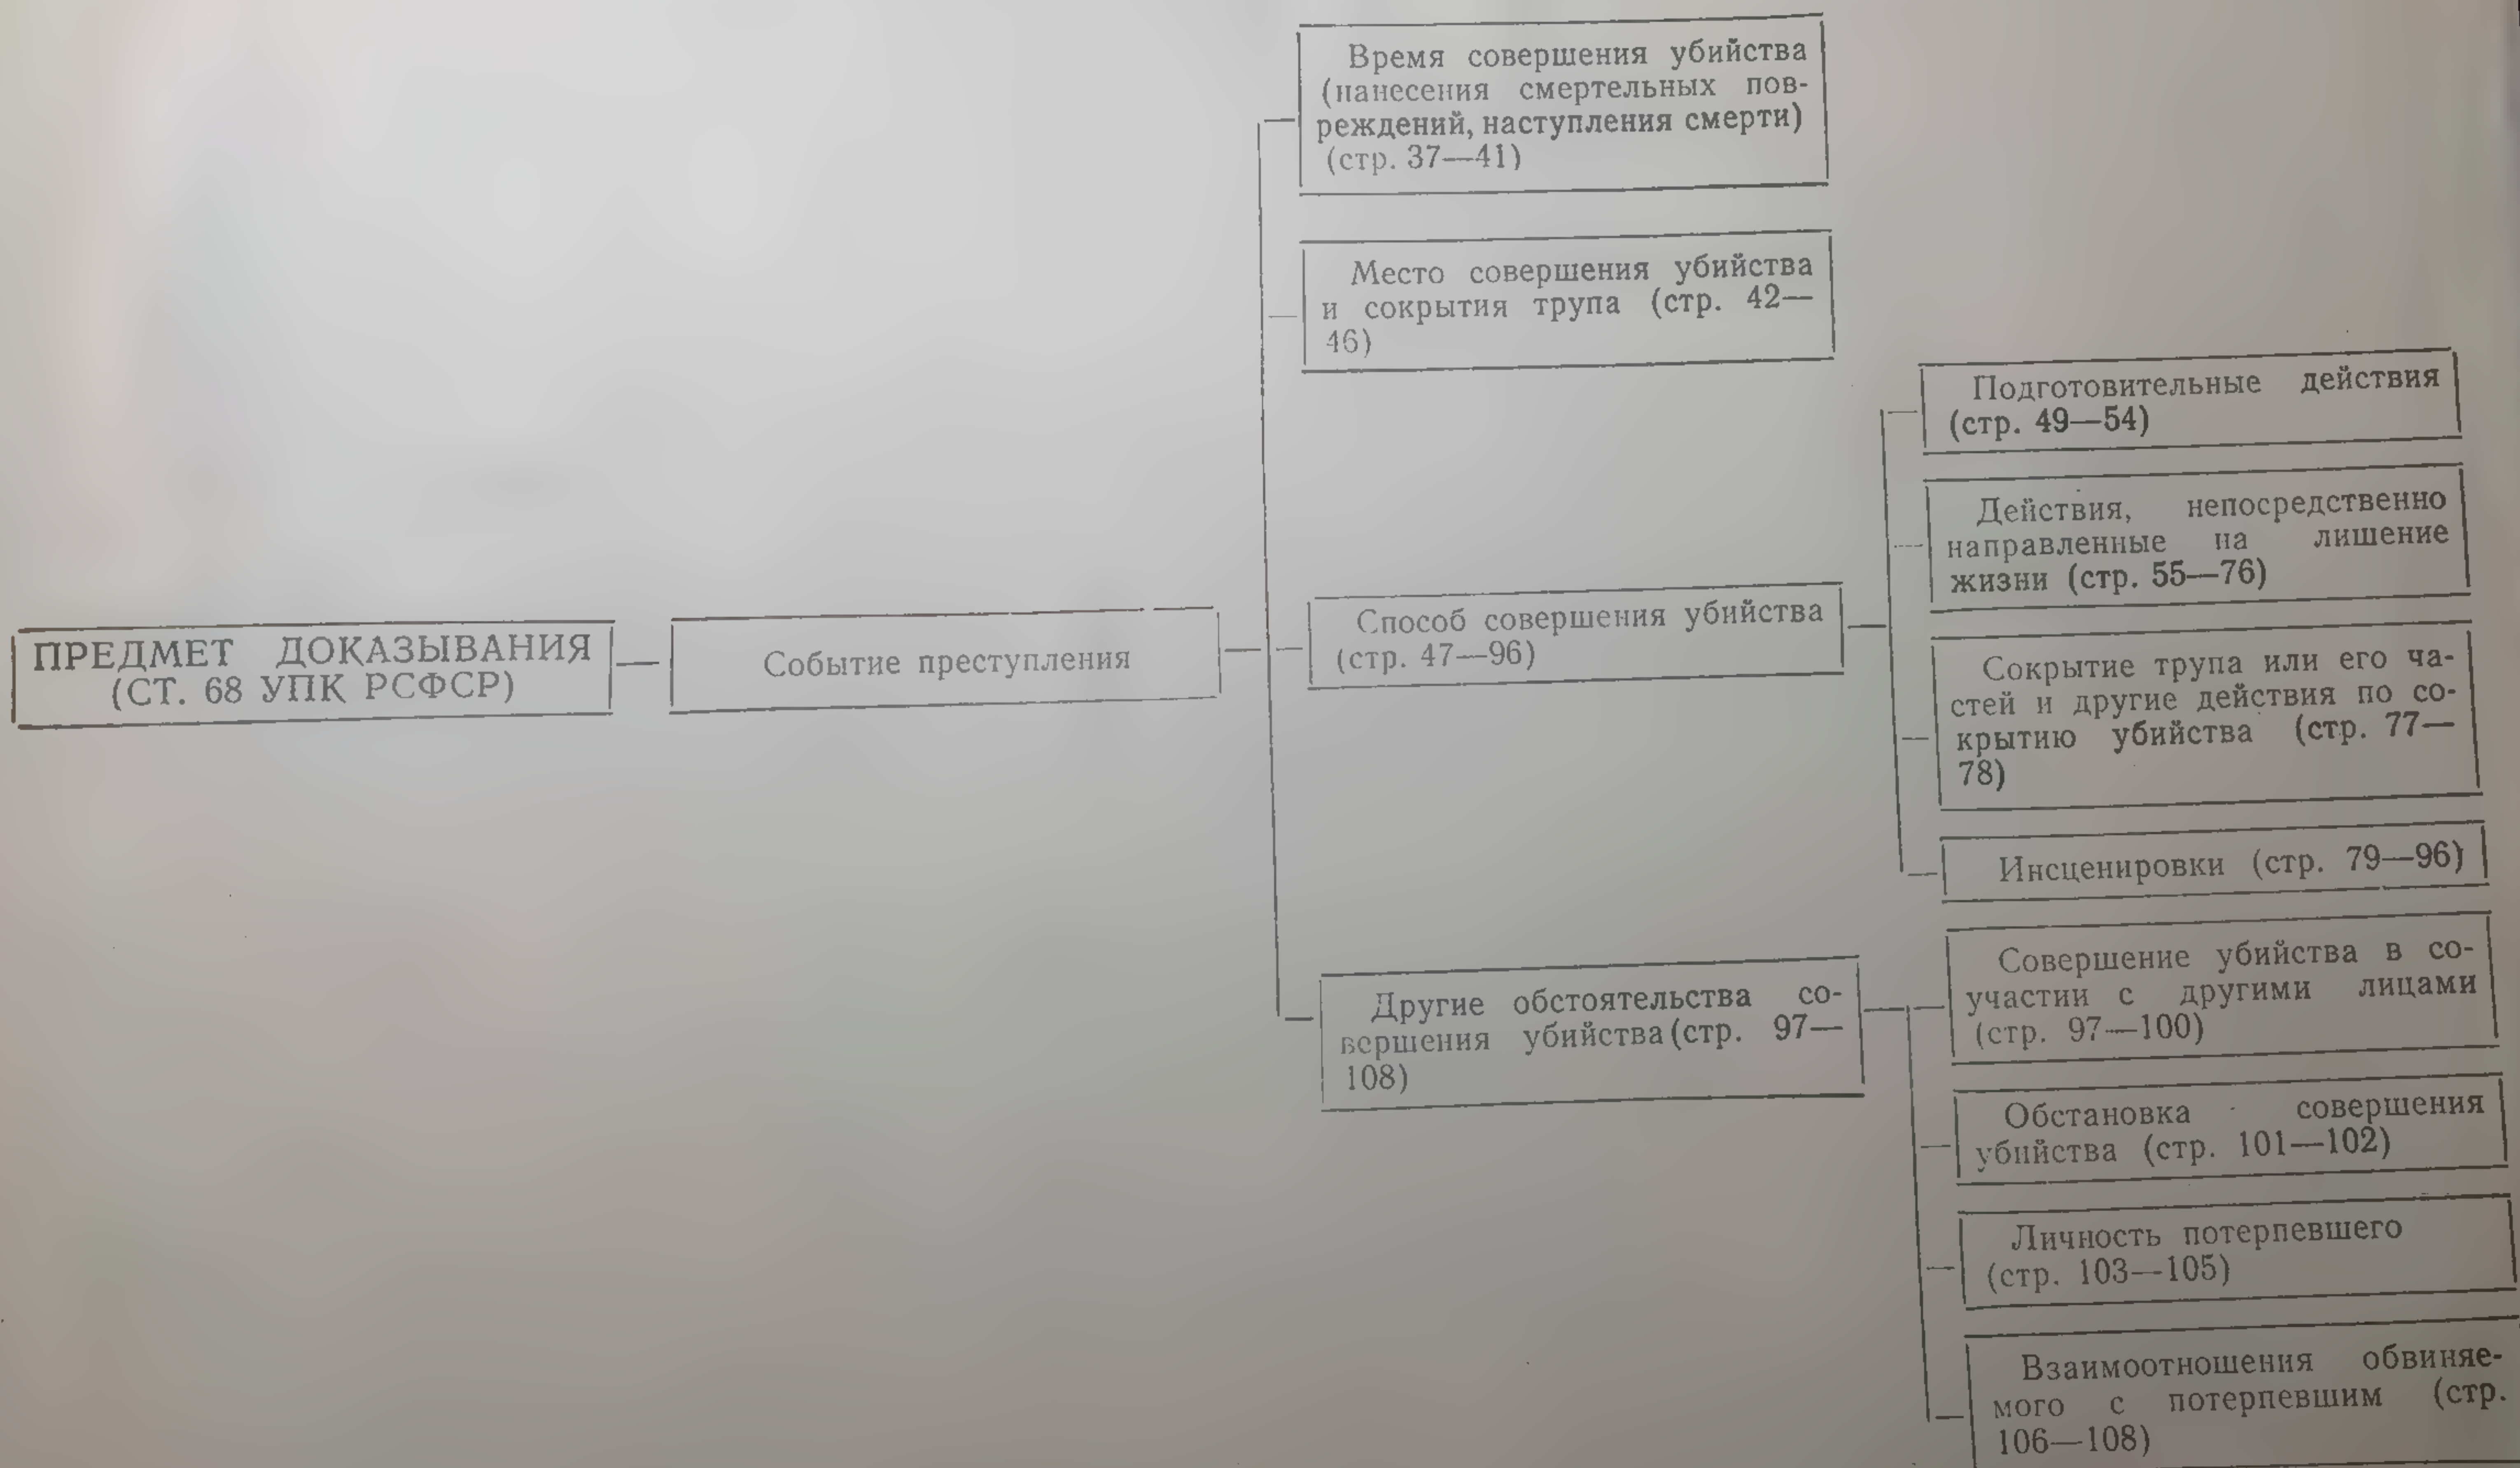 ПРЕДМЕТ ДОКАЗЫВАНИЯ
(СТ. 68 УПК РСФСР)
Событие преступления
Время совершения убийства
(нанесения смертельных пов-
реждений, наступления смерти)
(стр. 37—41)
Место совершения убийства
и сокрытия трупа (стр. 42—
46)
Способ совершения убийства
(стр. 47—96)
Подготовительные действия
(стр. 49—54)
Действия, непосредственно
направленные на лишение
жизни (стр. 55—76)
Сокрытие трупа или его ча-
стей и другие действия по со-
крытию убийства (стр. 77—
78)
Инсценировки (стр. 79—96)
Другие обстоятельства со-
вершения убийства (стр. 97—
108)
Совершение убийства в со-
участии с другими лицами
(стр. 97—100)
Обстановка совершения
убийства (стр. 101—102)
Личность потерпевшего
(стр. 103—105)
Взаимоотношения обвиняе-
мого с потерпевшим (стр.
106—108)